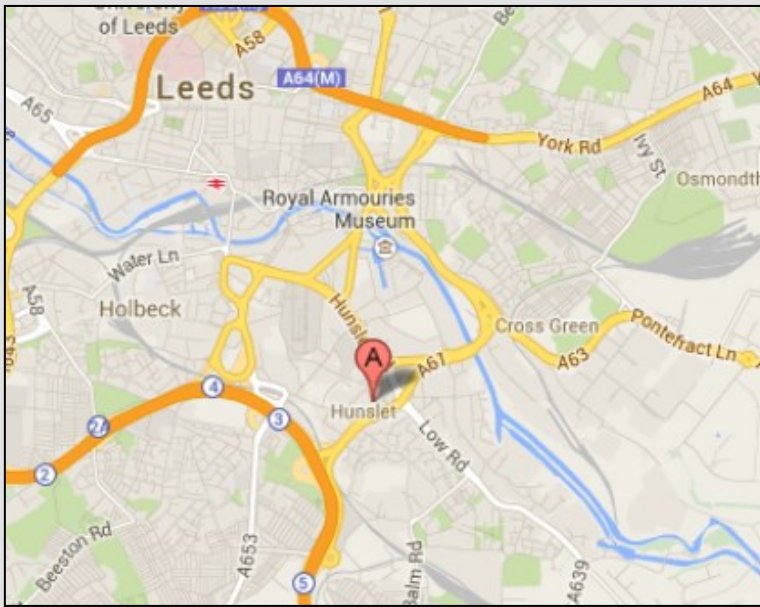 of Leeds
A58
A64(M)
Leeds
A64
A65
York Rd
Ivy St
Royal Armouries
Museum
Osmondth
Water Ln
A58
Holbeck
Hunslet
Cross Green
Pontefract Ln
A63
A
A61
4
Hunslet
3
2A
Low Rd
2
Beeston Rd
A653
Balm Rd
A639
5